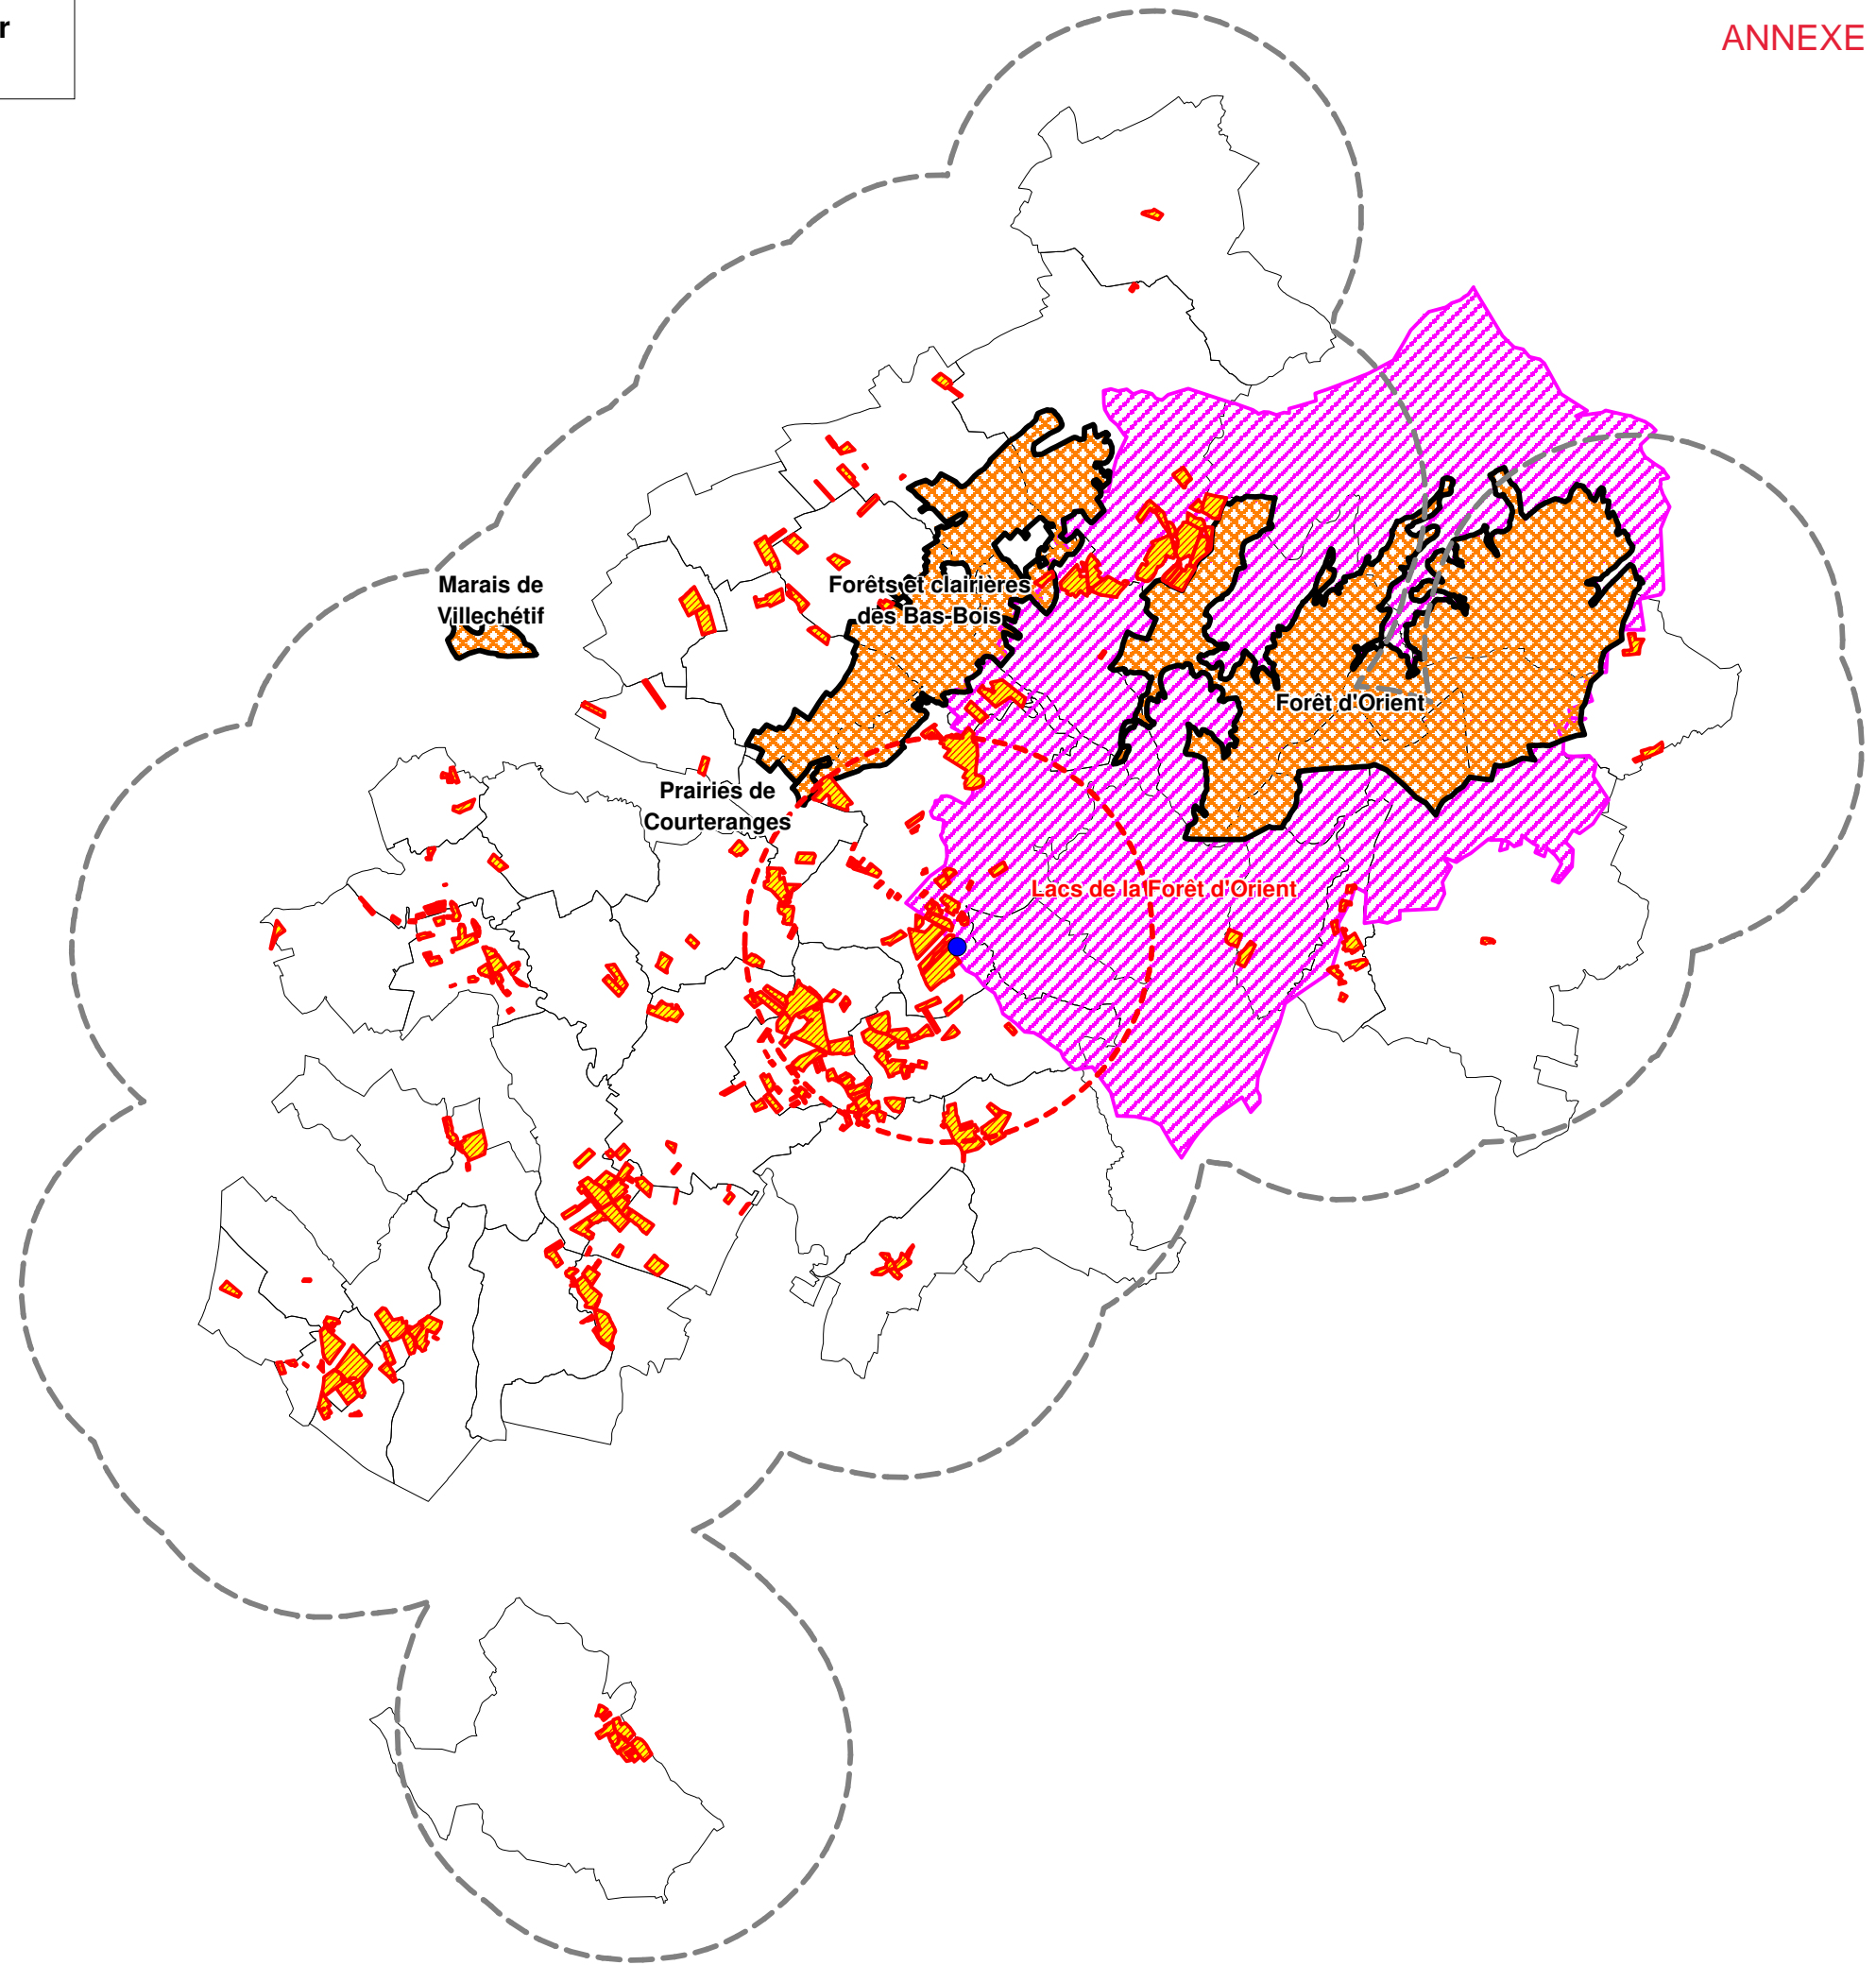 r
ANNEXE
Marais de
Villechétif
Forêts et clairières
des Bas-Bois
Forêt d'Orient
Prairies de
Courteranges
Lacs de la Forêt d'Orient